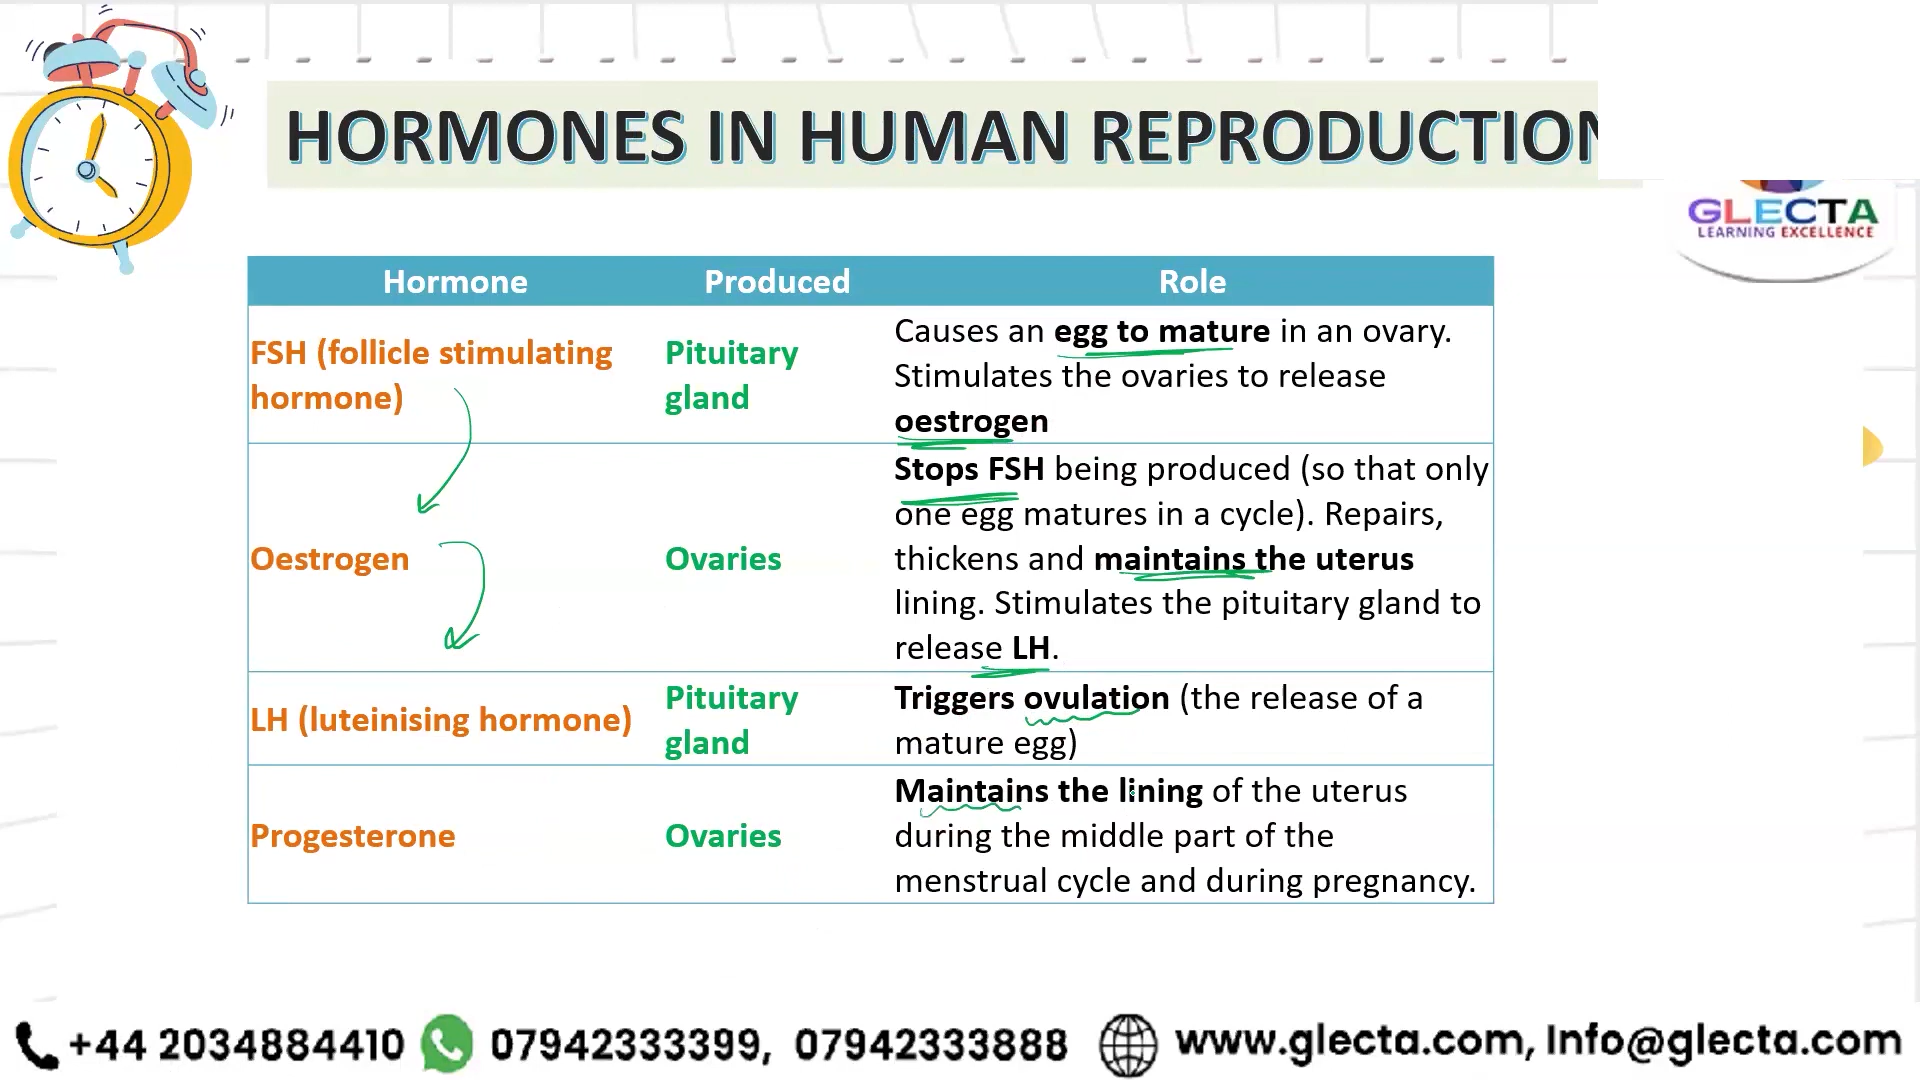 HORMONES IN HUMAN REPRODUCTION
GLECTA
LEARNING EXCELLENCE
Hormone Produced Role
FSH (follicle stimulating
hormone)
Pituitary
gland
Causes an egg to mature in an ovary.
Stimulates the ovaries to release
oestrogen
Oestrogen
Ovaries
Stops FSH being produced (so that only
one egg matures in a cycle). Repairs,
thickens and maintains the uterus
lining. Stimulates the pituitary gland to
release LH.
LH (luteinising hormone)
Pituitary
gland
Triggers ovulation (the release of a
mature egg)
Progesterone
Ovaries
Maintains the lining of the uterus
during the middle part of the
menstrual cycle and during pregnancy.
+44 2034884410 07942333399, 07942333888 www.glecta.com, Info@glecta.com